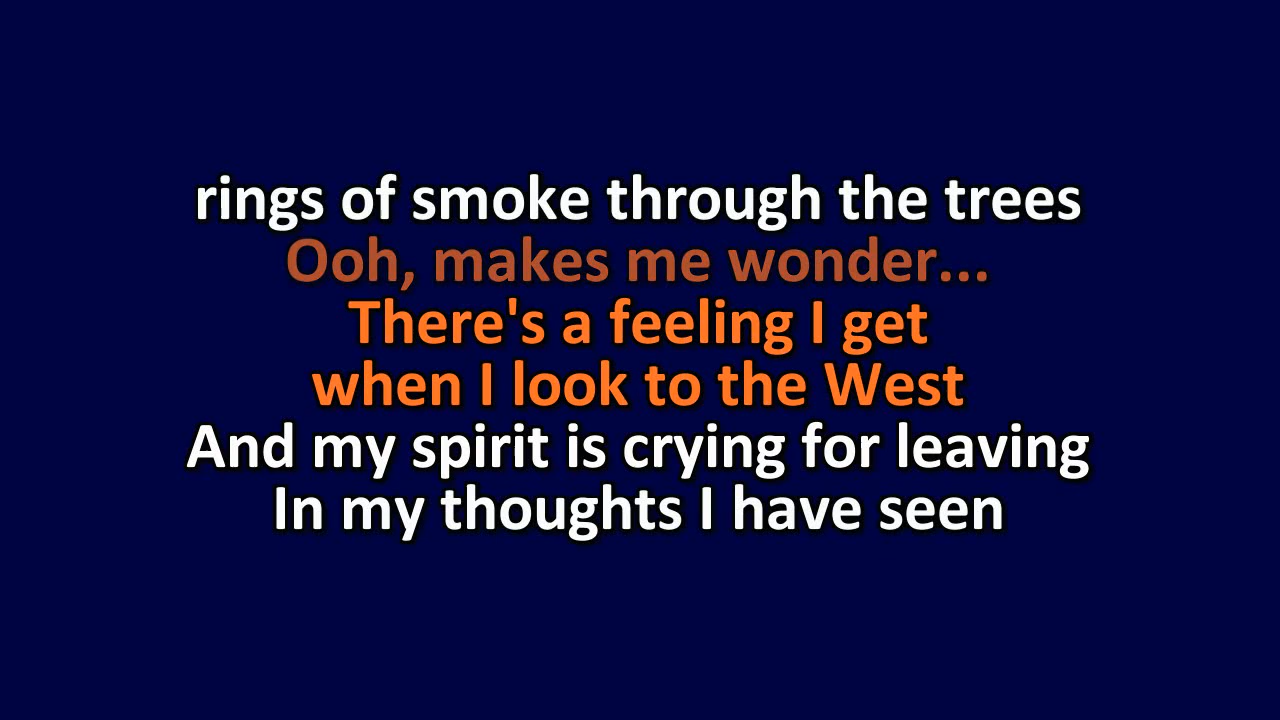 rings of smoke through the trees
Ooh, makes me wonder...
There's a feeling I get
when I look to the West
And my spirit is crying for leaving
In my thoughts I have seen